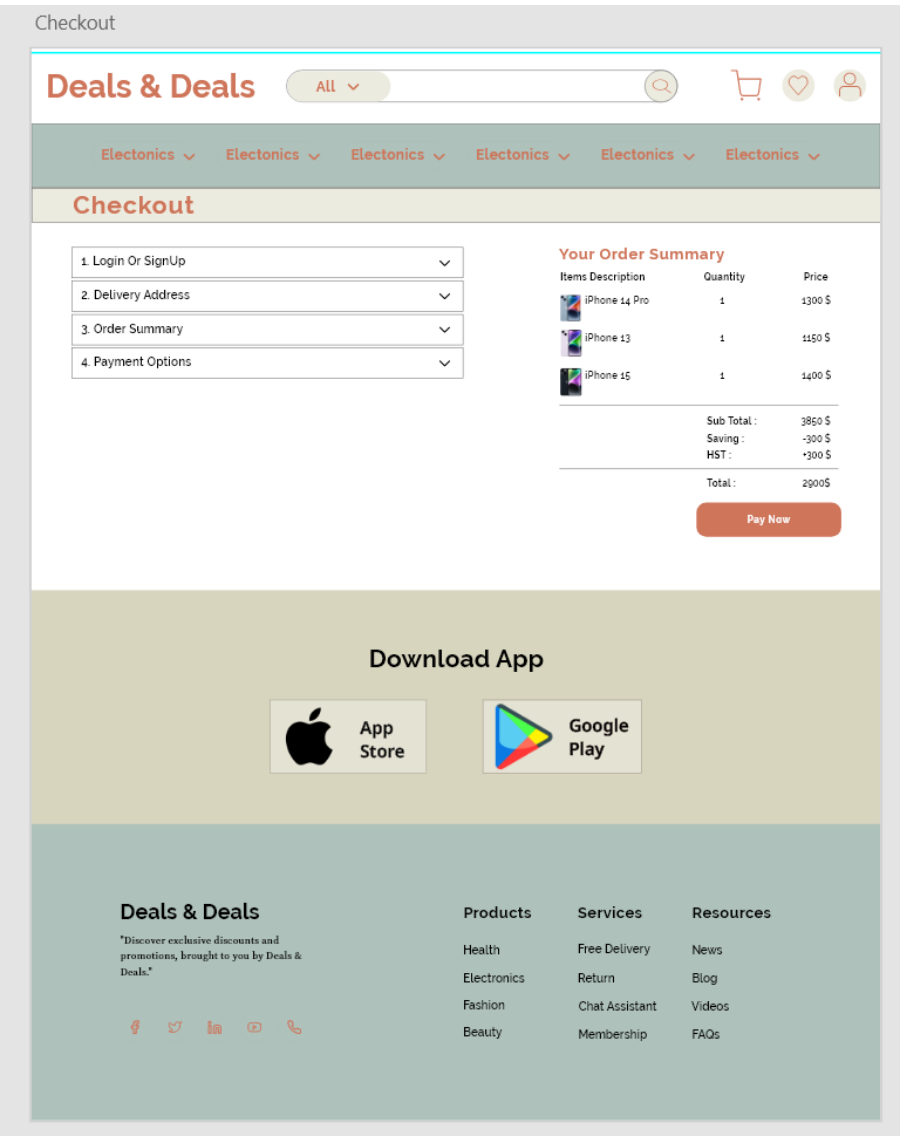 Checkout
Deals & Deals
All
Electonics Electonics Electonics Electonics Electonics Electonics
Checkout
1. Login Or SignUp
2. Delivery Address
3. Order Summary
4. Payment Options
Your Order Summary
Items Description Quantity Price
iPhone 14 Pro 1 1300 $
iPhone 13 1 1150 $
iPhone 15 1 1400 $
Sub Total : 3850 $
Saving : -300 $
HST : +300 $
Total : 2900$
Pay Now
Download App
App
Store
Google
Play
Deals & Deals
"Discover exclusive discounts and
promotions, brought to you by Deals &
Deals."
Products
Health
Electronics
Fashion
Beauty
Services
Free Delivery
Return
Chat Assistant
Membership
Resources
News
Blog
Videos
FAQs